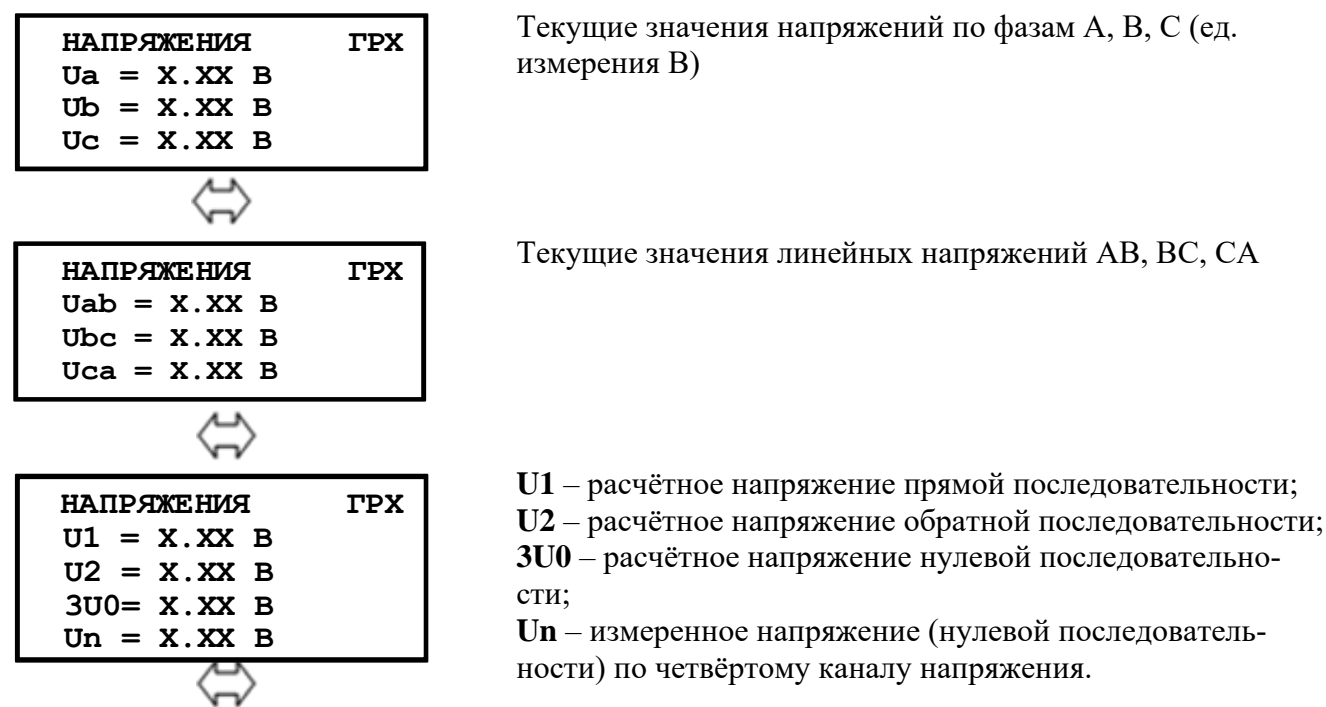 НАПРЯЖЕНИЯ ГРХ
Ua = X.XX В
Ub = X.XX В
Uc = X.XX В
Текущие значения напряжений по фазам А, В, С (ед.
измерения В)
НАПРЯЖЕНИЯ ГРХ
Uab = X.XX В
Ubc = X.XX В
Uca = X.XX В
Текущие значения линейных напряжений АВ, ВС, СА
НАПРЯЖЕНИЯ ГРХ
U1 = X.XX В
U2 = X.XX В
3U0= X.XX В
Un = X.XX В
U1 – расчётное напряжение прямой последовательности;
U2 – расчётное напряжение обратной последовательности;
3U0 – расчётное напряжение нулевой последовательно-
сти;
Un – измеренное напряжение (нулевой последователь-
ности) по четвёртому каналу напряжения.